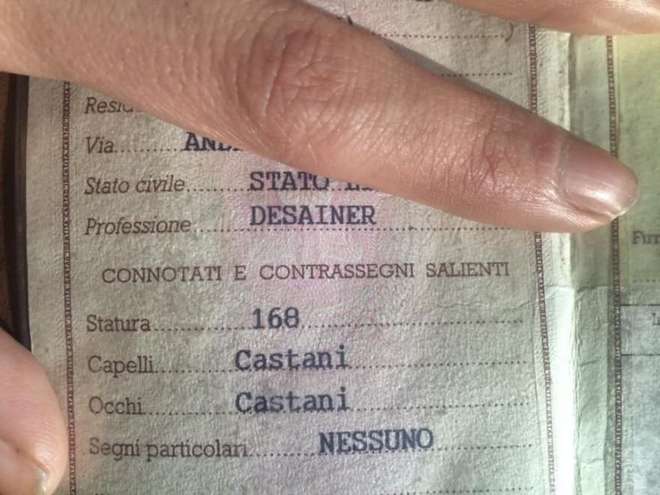 Via
Stato civile STATO
Professione DESAINER
CONNOTATI E CONTRASSEGNI SALIENTI
Statura 168
Capelli Castani
Occhi Castani
Segni particolari NESSUNO